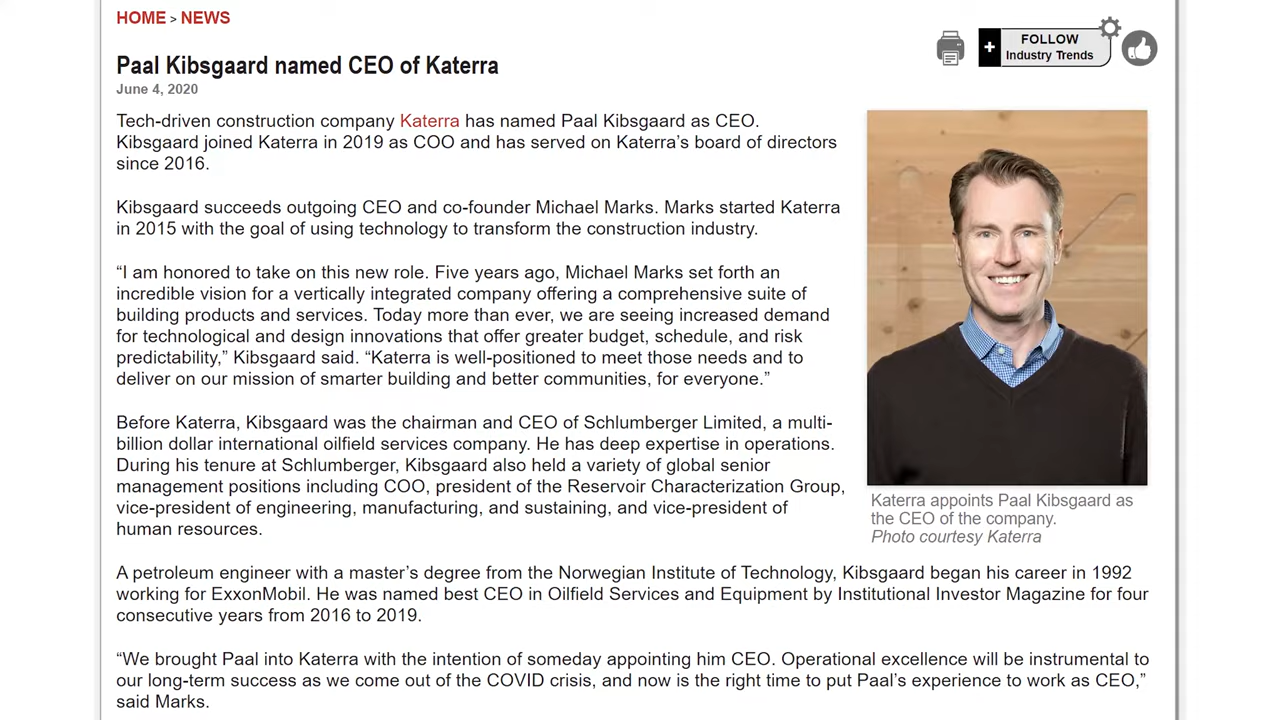 HOME > NEWS
+ FOLLOW
Industry Trends
Paal Kibsgaard named CEO of Katerra
June 4, 2020
Tech-driven construction company Katerra has named Paal Kibsgaard as CEO.
Kibsgaard joined Katerra in 2019 as COO and has served on Katerra’s board of directors
since 2016.
Kibsgaard succeeds outgoing CEO and co-founder Michael Marks. Marks started Katerra
in 2015 with the goal of using technology to transform the construction industry.
“I am honored to take on this new role. Five years ago, Michael Marks set forth an
incredible vision for a vertically integrated company offering a comprehensive suite of
building products and services. Today more than ever, we are seeing increased demand
for technological and design innovations that offer greater budget, schedule, and risk
predictability,” Kibsgaard said. “Katerra is well-positioned to meet those needs and to
deliver on our mission of smarter building and better communities, for everyone.”
Before Katerra, Kibsgaard was the chairman and CEO of Schlumberger Limited, a multi-
billion dollar international oilfield services company. He has deep expertise in operations.
During his tenure at Schlumberger, Kibsgaard also held a variety of global senior
management positions including COO, president of the Reservoir Characterization Group,
vice-president of engineering, manufacturing, and sustaining, and vice-president of
human resources.
Katerra appoints Paal Kibsgaard as
the CEO of the company.
Photo courtesy Katerra
A petroleum engineer with a master’s degree from the Norwegian Institute of Technology, Kibsgaard began his career in 1992
working for ExxonMobil. He was named best CEO in Oilfield Services and Equipment by Institutional Investor Magazine for four
consecutive years from 2016 to 2019.
“We brought Paal into Katerra with the intention of someday appointing him CEO. Operational excellence will be instrumental to
our long-term success as we come out of the COVID crisis, and now is the right time to put Paal’s experience to work as CEO,”
said Marks.